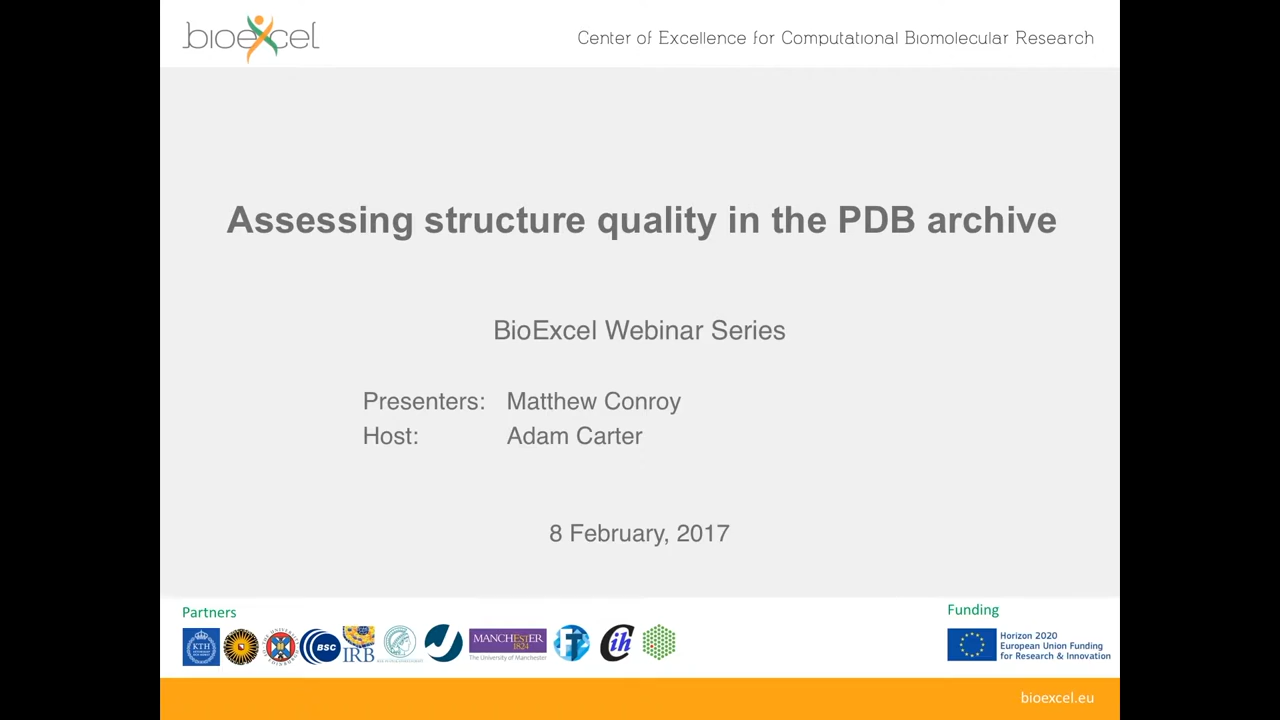 bioexcel
Center of Excellence for Computational Biomolecular Research
Assessing structure quality in the PDB archive
BioExcel Webinar Series
Presenters: Matthew Conroy
Host: Adam Carter
8 February, 2017
Partners
Funding
KTH
BSC
IRB
MANCHESTER
1824
The University of Manchester
ih
Horizon 2020
European Union Funding
for Research & Innovation
bioexcel.eu